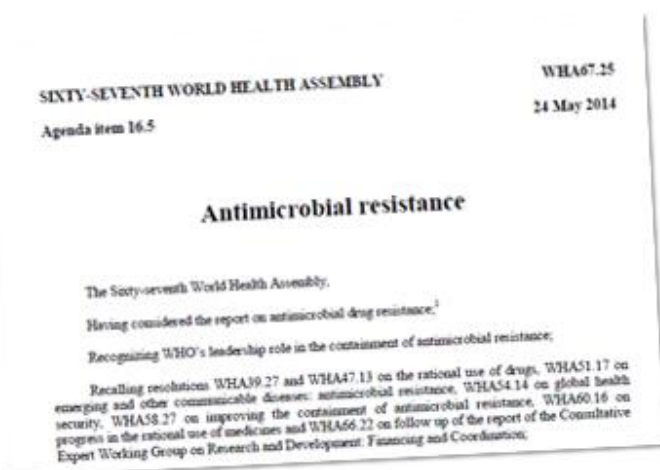 SIXTY-SEVENTH WORLD HEALTH ASSEMBLY
WHA67.25
Agenda item 16.5
24 May 2014
Antimicrobial resistance
The Sixty-seventh World Health Assembly,
Having considered the report on antimicrobial drug resistance;¹
Recognizing WHO's leadership role in the containment of antimicrobial resistance;
Recalling resolutions WHA39.27 and WHA47.13 on the rational use of drugs, WHA51.17 on
emerging and other communicable diseases: antimicrobial resistance, WHA54.14 on global health
security, WHA58.27 on improving the containment of antimicrobial resistance, WHA60.16 on
progress in the rational use of medicines and WHA66.22 on follow up of the report of the Consultative
Expert Working Group on Research and Development: Financing and Coordination;